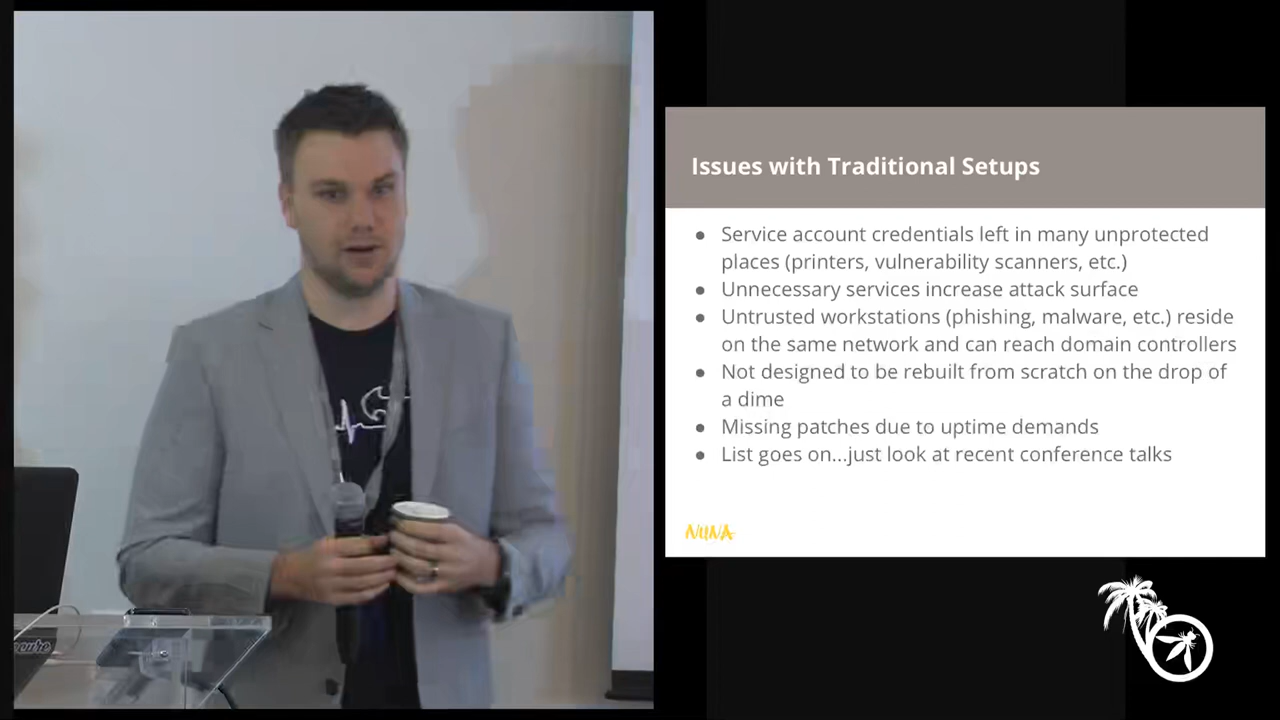 Issues with Traditional Setups
● Service account credentials left in many unprotected
places (printers, vulnerability scanners, etc.)
● Unnecessary services increase attack surface
● Untrusted workstations (phishing, malware, etc.) reside
on the same network and can reach domain controllers
● Not designed to be rebuilt from scratch on the drop of
a dime
● Missing patches due to uptime demands
● List goes on...just look at recent conference talks
NUNA